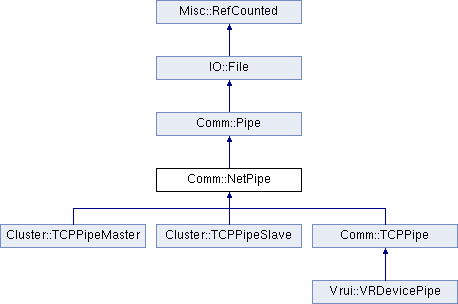 Misc::RefCounted
IO::File
Comm::Pipe
Comm::NetPipe
Cluster::TCPPipeMaster
Cluster::TCPPipeSlave
Comm::TCPPipe
Vrui::VRDevicePipe